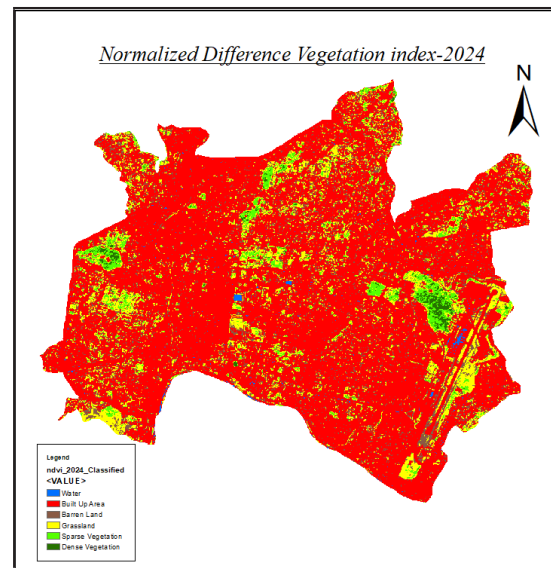 Normalized Difference Vegetation index-2024
N
Legend
ndvi_2024_Classified
<VALUE>
Water
Built Up Area
Barren Land
Grassland
Sparse Vegetation
Dense Vegetation